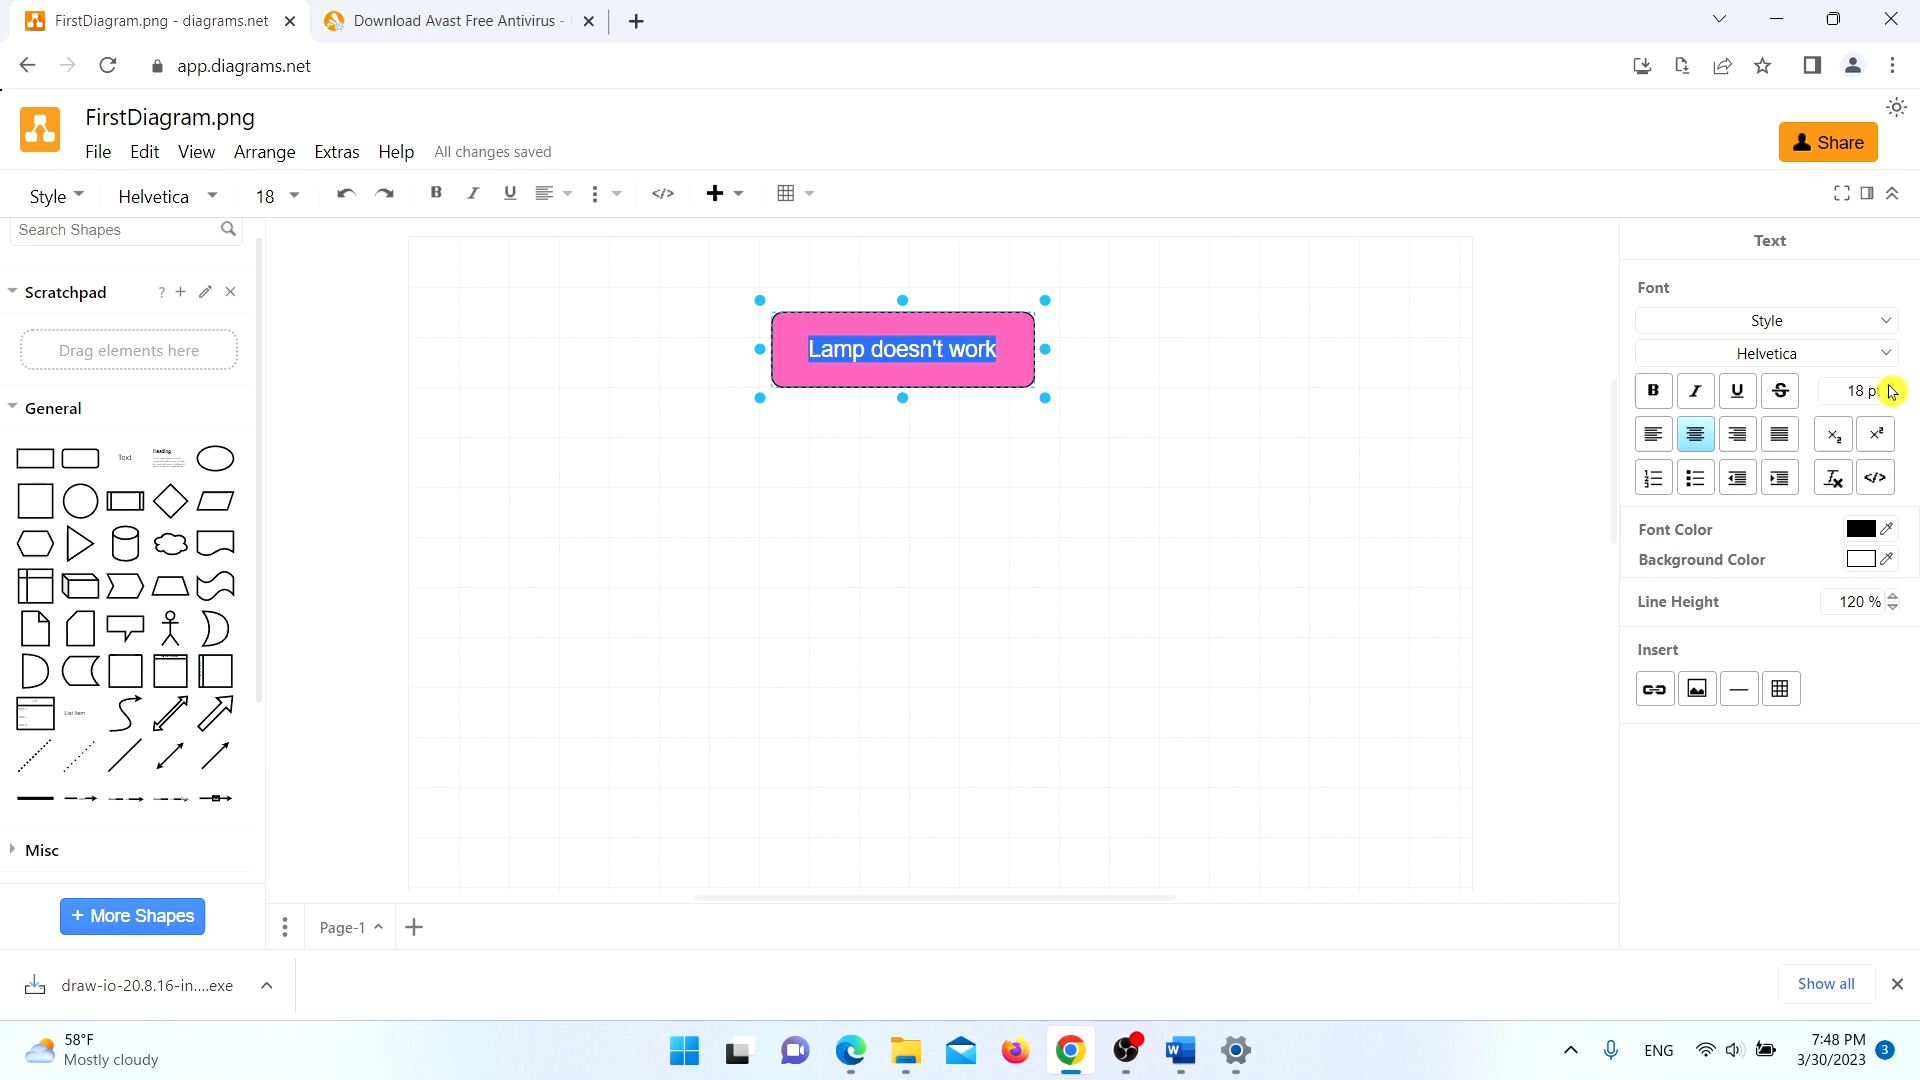 FirstDiagram.png - diagrams.net
Download Avast Free Antivirus -
app.diagrams.net
FirstDiagram.png
File Edit View Arrange Extras Help All changes saved
Share
Style Helvetica 18 B I U
Search Shapes
Scratchpad ?
Drag elements here
General
Text
Heading
List Item
Misc
+ More Shapes
Lamp doesn't work
Page-1
Text
Font
Style
Helvetica
B I U S 18 pt
Font Color
Background Color
Line Height 120 %
Insert
draw-io-20.8.16-in....exe
Show all
58°F
Mostly cloudy
ENG
7:48 PM
3/30/2023
3